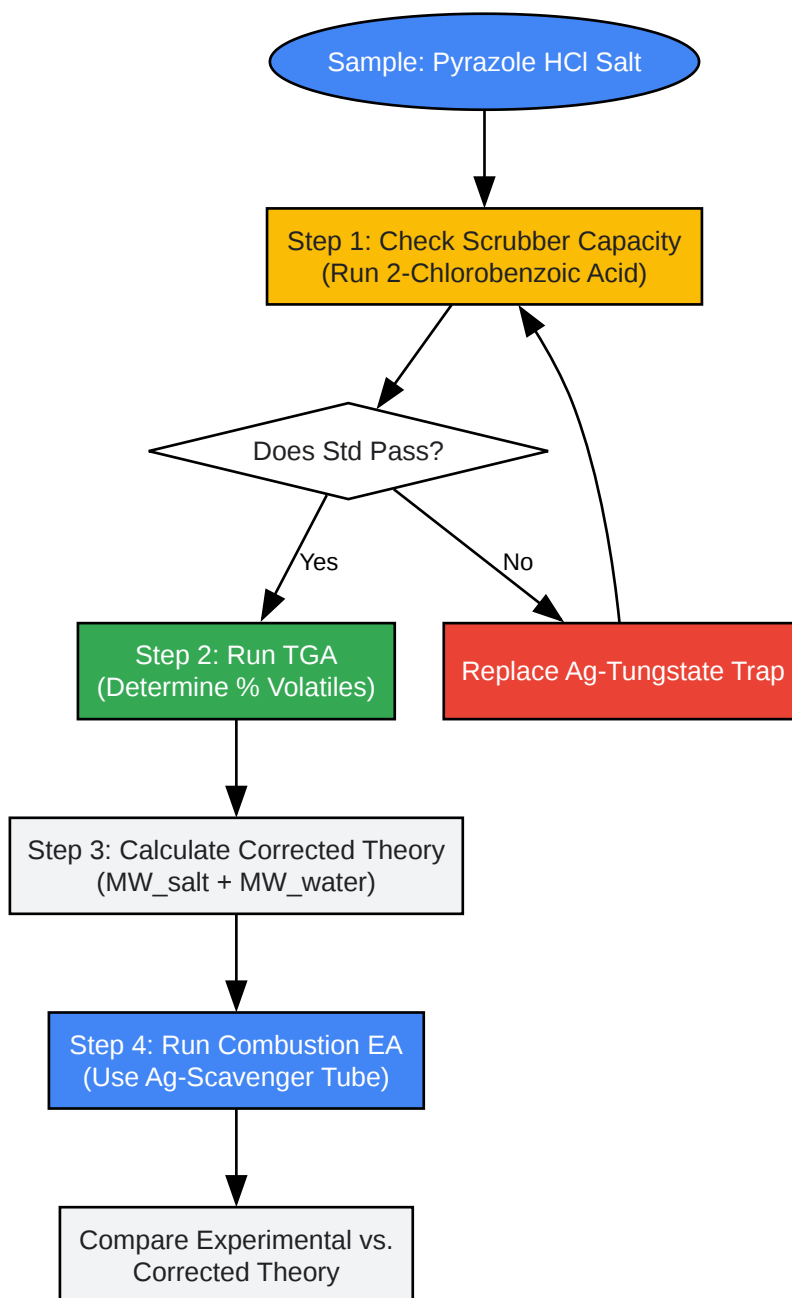 Sample: Pyrazole HCl Salt
Step 1: Check Scrubber Capacity
(Run 2-Chlorobenzoic Acid)
Does Std Pass?
Yes
No
Step 2: Run TGA
(Determine % Volatiles)
Replace Ag-Tungstate Trap
Step 3: Calculate Corrected Theory
(MW_salt + MW_water)
Step 4: Run Combustion EA
(Use Ag-Scavenger Tube)
Compare Experimental vs.
Corrected Theory